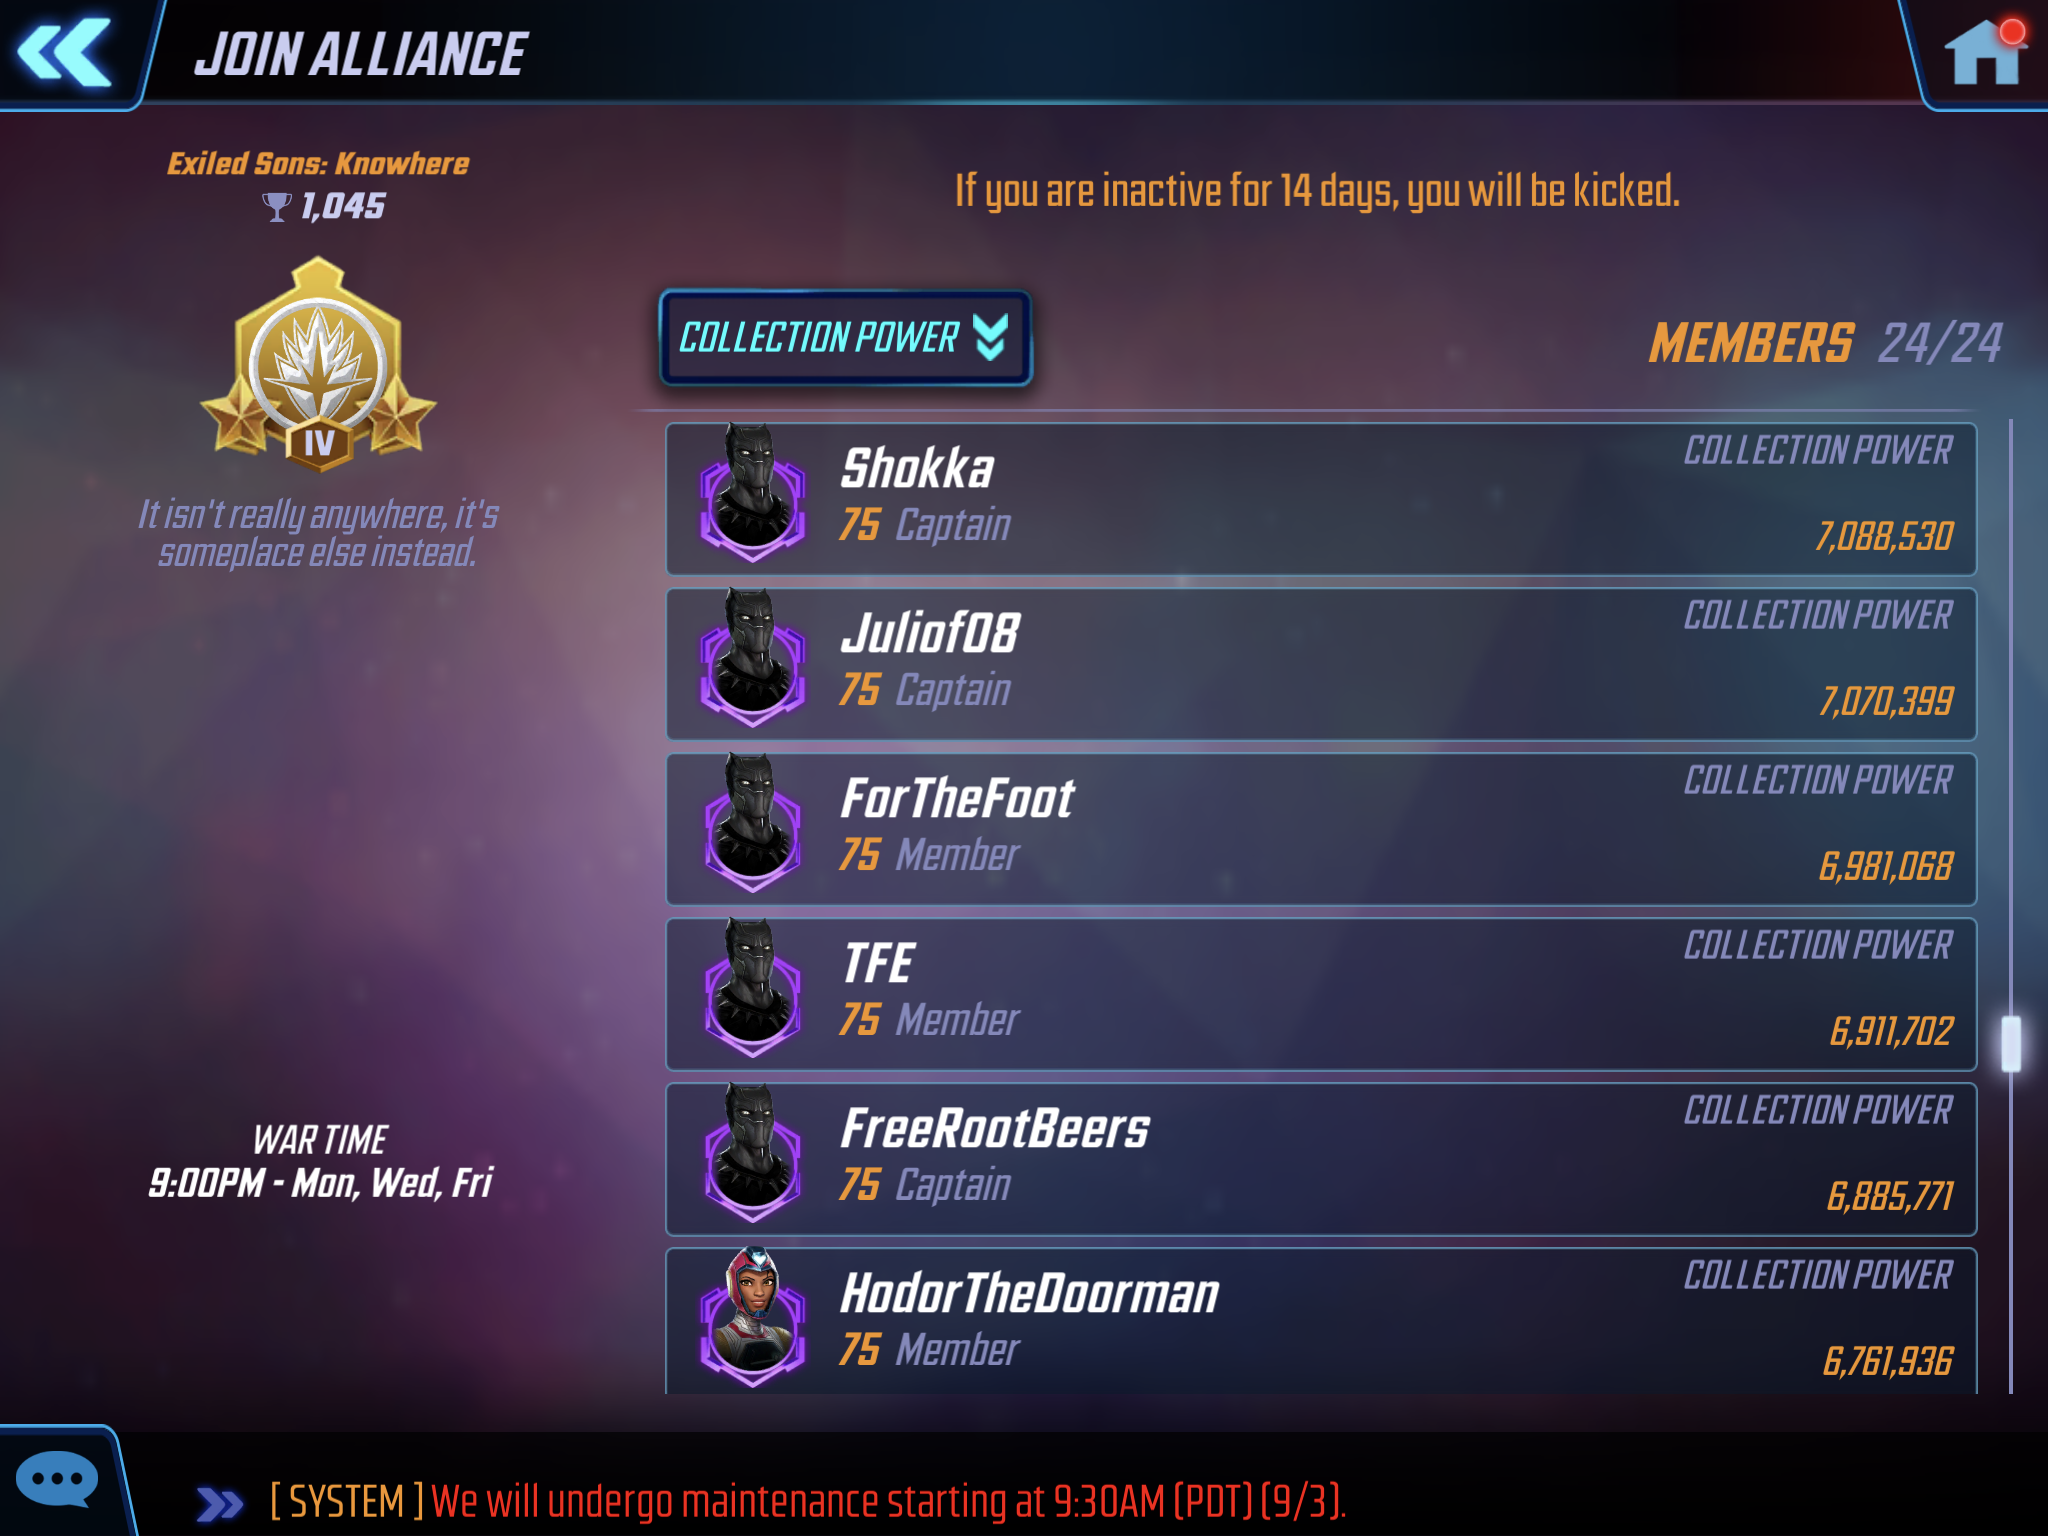 JOIN ALLIANCE
Exiled Sons: Knowhere
1,045
IV
It isn't really anywhere, it's
someplace else instead.
WAR TIME
9:00PM - Mon, Wed, Fri
If you are inactive for 14 days, you will be kicked.
COLLECTION POWER
MEMBERS 24/24
Shokka
75 Captain
COLLECTION POWER
7,088,530
Juliof08
75 Captain
COLLECTION POWER
7,070,399
ForTheFoot
75 Member
COLLECTION POWER
6,981,068
TFE
75 Member
COLLECTION POWER
6,911,702
FreeRootBeers
75 Captain
COLLECTION POWER
6,885,771
HodorTheDoorman
75 Member
COLLECTION POWER
6,761,936
[ SYSTEM ] We will undergo maintenance starting at 9:30AM (PDT) (9/3).